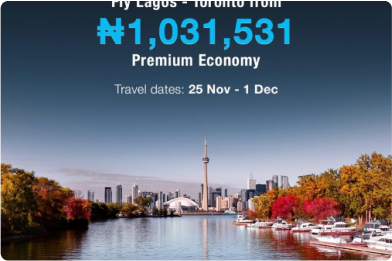 Fly Lagos - Toronto from
₦1,031,531
Premium Economy
Travel dates: 25 Nov - 1 Dec